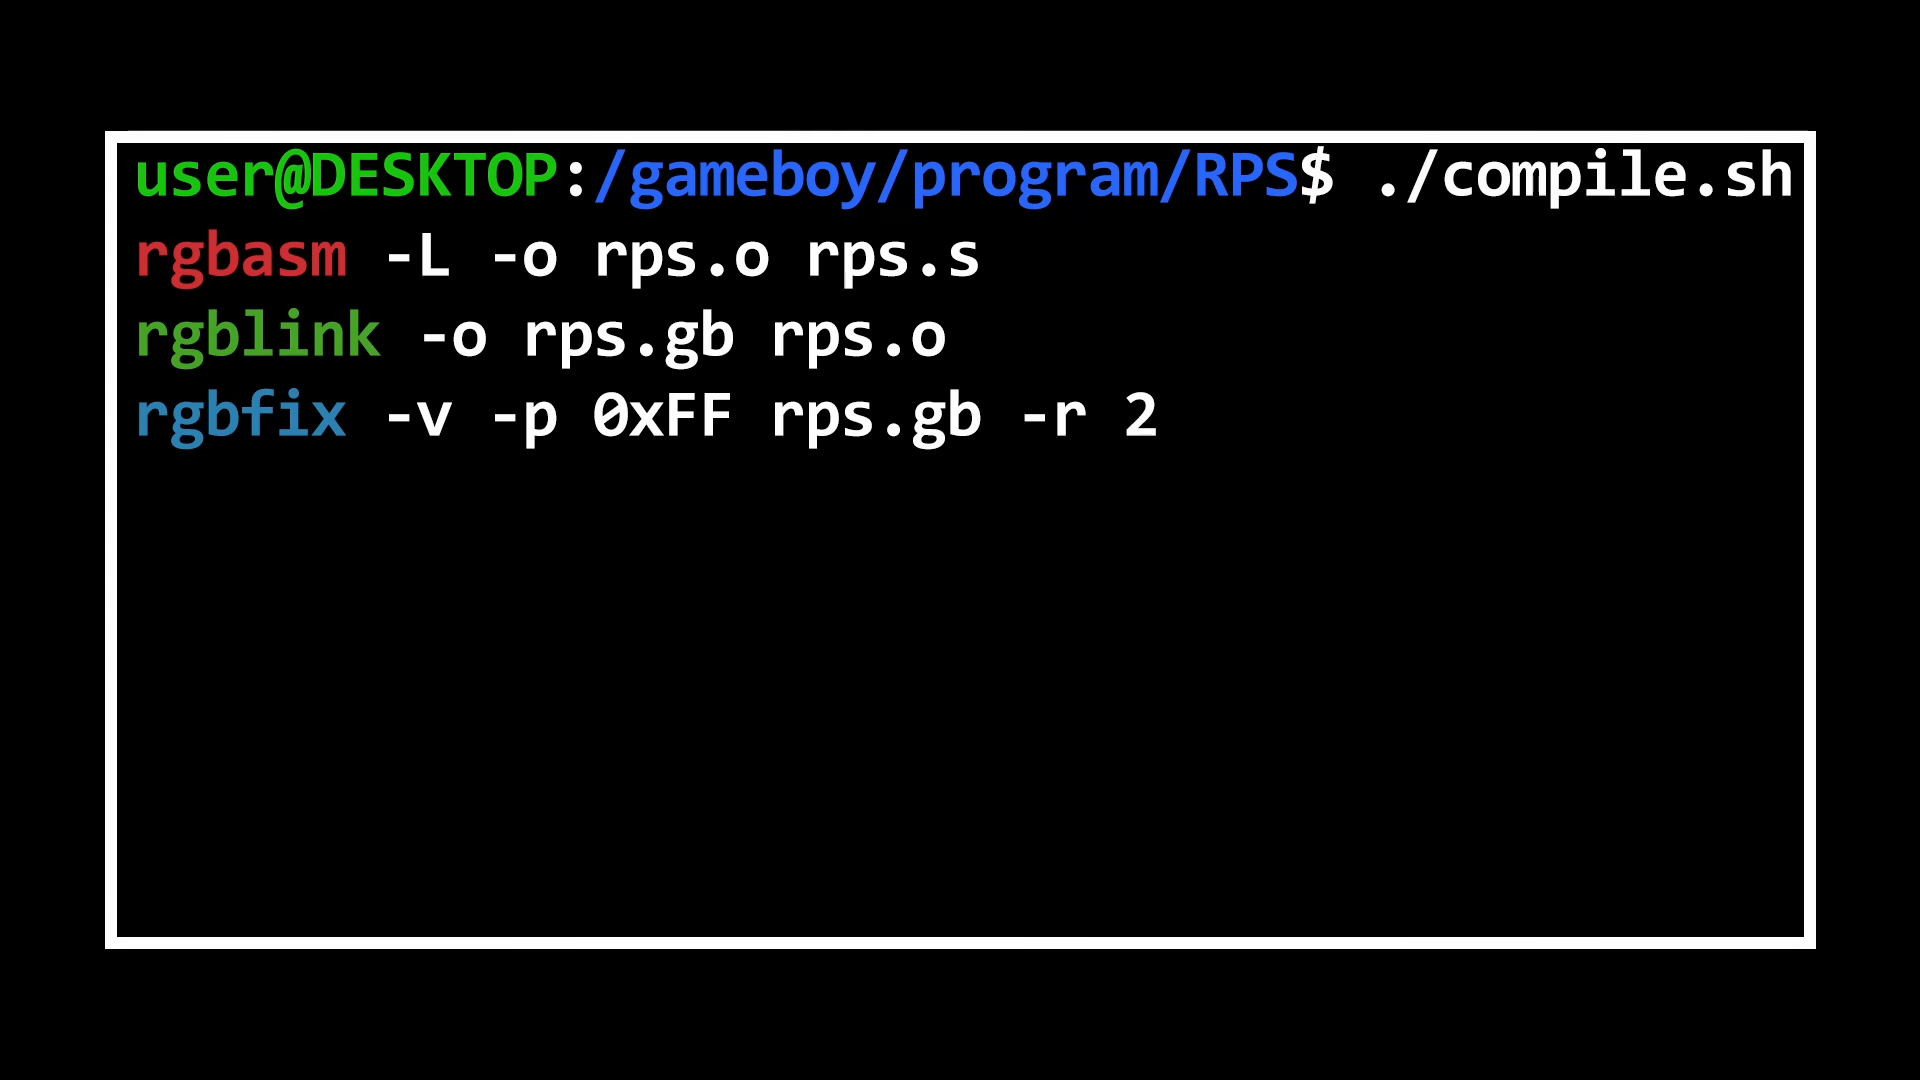 user@DESKTOP:/gameboy/program/RPS$ ./compile.sh
rgbasm -L -o rps.o rps.s
rgblink -o rps.gb rps.o
rgbfix -v -p 0xFF rps.gb -r 2